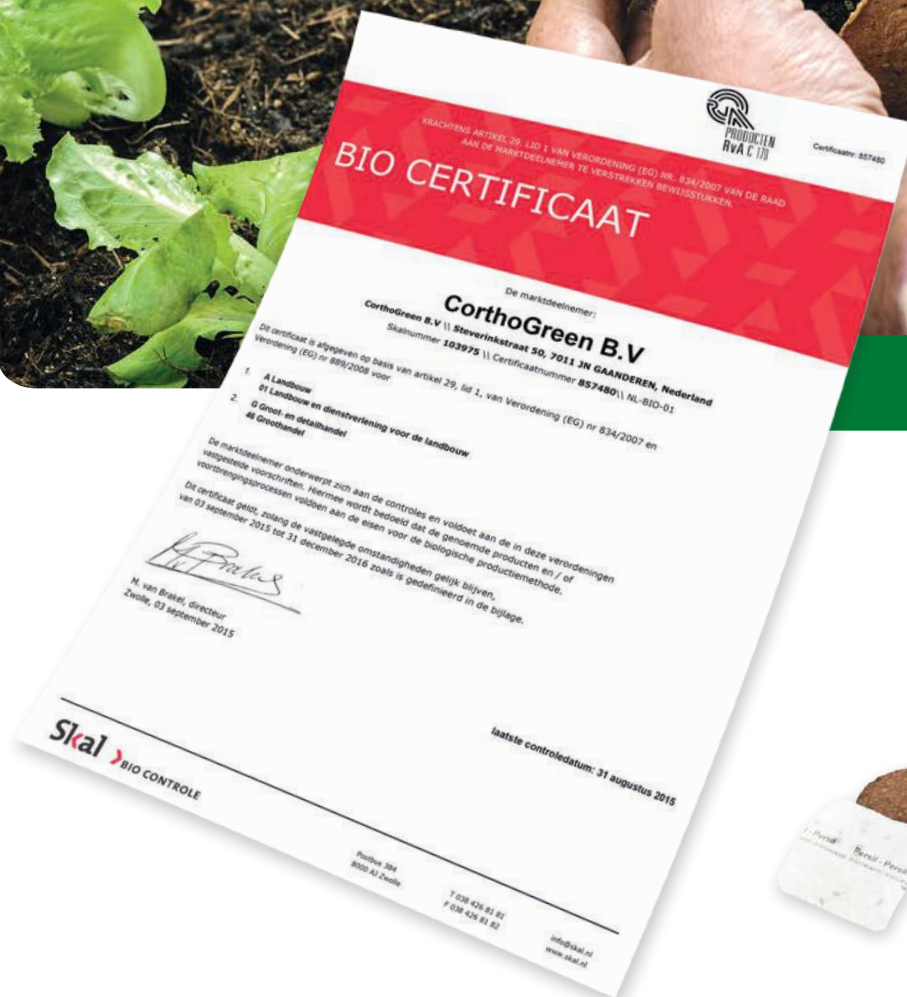 PRODUCTEN
RvA C 179
Certificaatnr: 857480
KRACHTENS ARTIKEL 29, LID 1 VAN VERORDENING (EG) NR. 834/2007 VAN DE RAAD
AAN DE MARKTDEELNEMER TE VERSTREKKEN BEWIJSSTUKKEN.
BIO CERTIFICAAT
De marktdeelnemer:
CorthoGreen B.V
CorthoGreen B.V \\ Steverinkstraat 50, 7011 JN GAANDEREN, Nederland
Skalnummer 103975 \\ Certificaatnummer 857480\\ NL-BIO-01
Dit certificaat is afgegeven op basis van artikel 29, lid 1, van Verordening (EG) nr 834/2007 en
Verordening (EG) nr 889/2008 voor
1. A Landbouw
01 Landbouw en dienstverlening voor de landbouw
2. G Groot- en detailhandel
46 Groothandel
De marktdeelnemer onderwerpt zich aan de controles en voldoet aan de in deze verordeningen
vastgestelde voorschriften. Hiermee wordt bedoeld dat de genoemde producten en / of
voortbrengingsprocessen voldoen aan de eisen voor de biologische productiemethode.
Dit certificaat geldt, zolang de vastgelegde omstandigheden gelijk blijven,
van 03 september 2015 tot 31 december 2016 zoals is gedefinieerd in de bijlage.
M. van Brakel, directeur
Zwolle, 03 september 2015
laatste controledatum: 31 augustus 2015
Skal BIO CONTROLE
Postbus 384
8000 AJ Zwolle
T 038 426 81 81
F 038 426 81 82
info@skal.nl
www.skal.nl
Persil - Persil